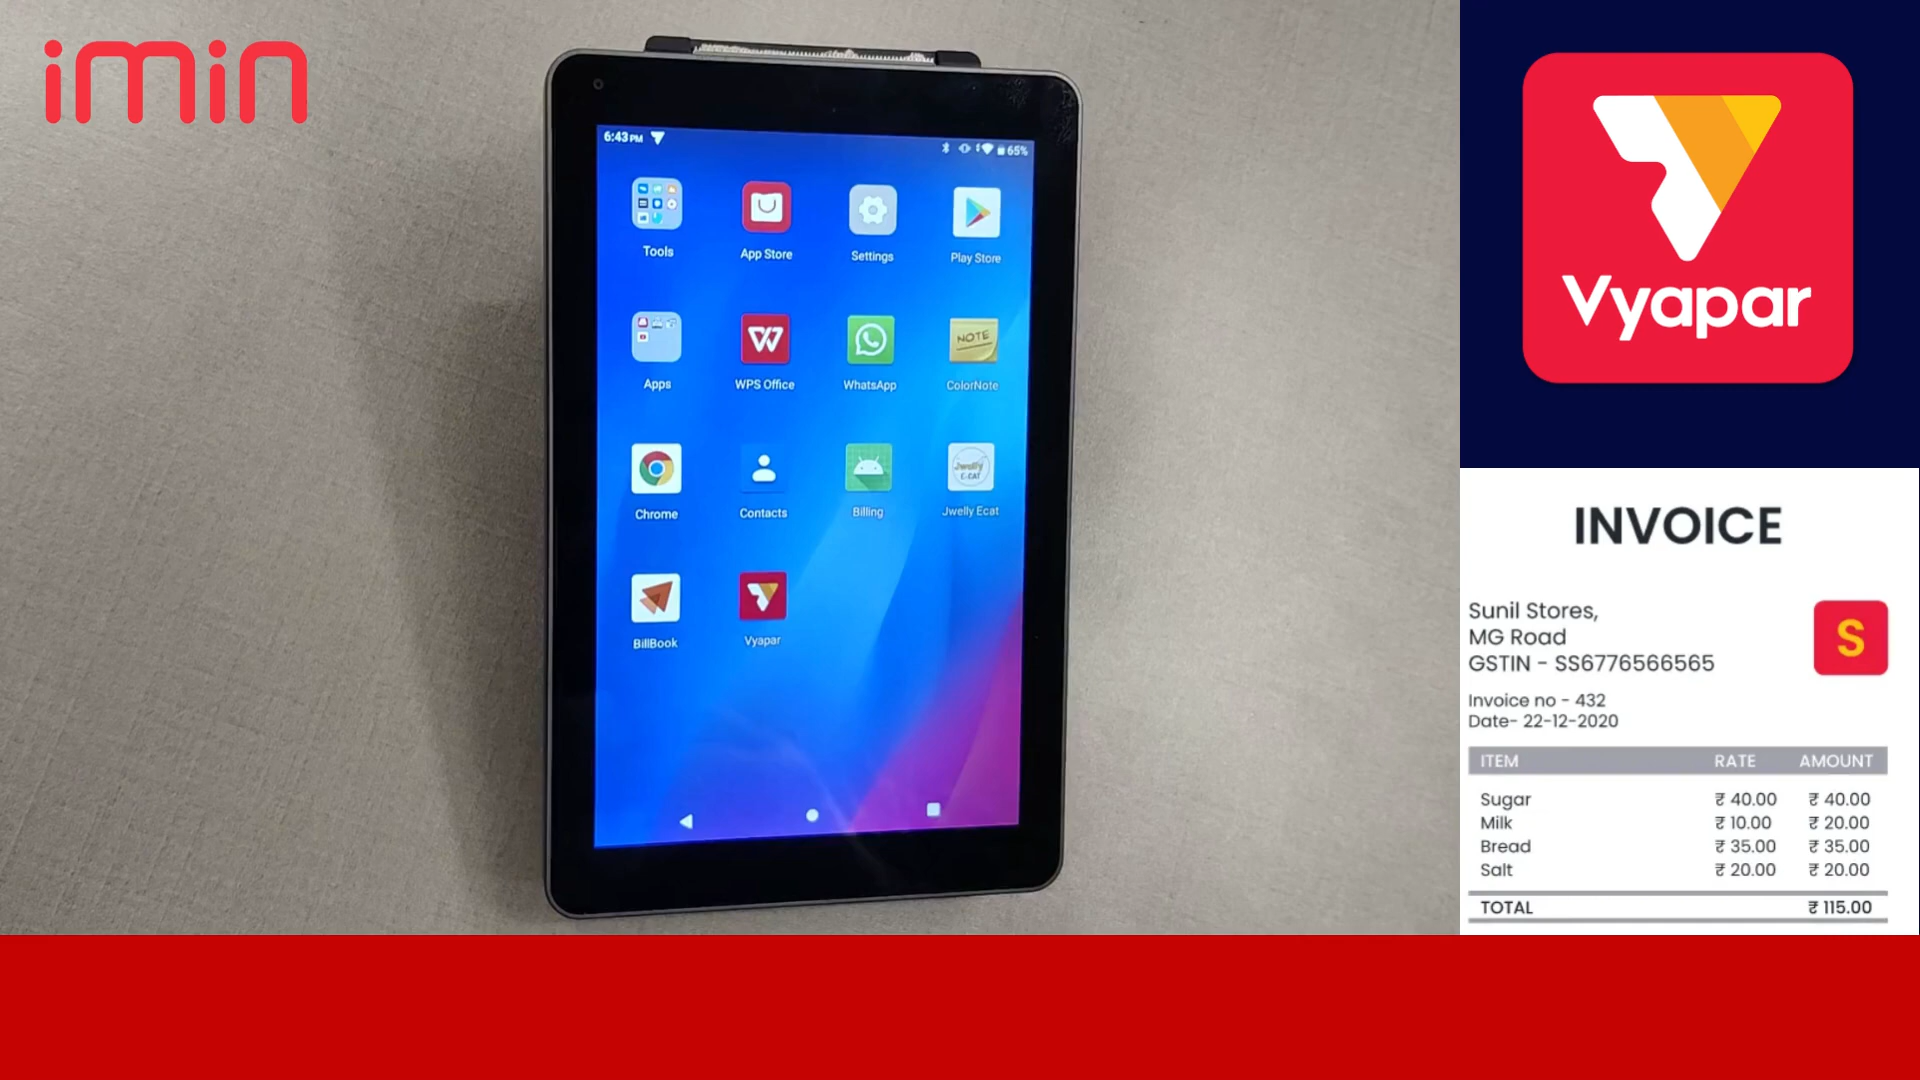 imin
6:43 PM
65%
Tools
App Store
Settings
Play Store
Apps
WPS Office
WhatsApp
NOTE
ColorNote
Chrome
Contacts
Billing
Jwelly
E-CAT
Jwelly Ecat
BillBook
Vyapar
Vyapar
INVOICE
Sunil Stores,
MG Road
GSTIN - SS6776566565
S
Invoice no - 432
Date- 22-12-2020
ITEM RATE AMOUNT
Sugar ₹ 40.00 ₹ 40.00
Milk ₹ 10.00 ₹ 20.00
Bread ₹ 35.00 ₹ 35.00
Salt ₹ 20.00 ₹ 20.00
TOTAL ₹ 115.00